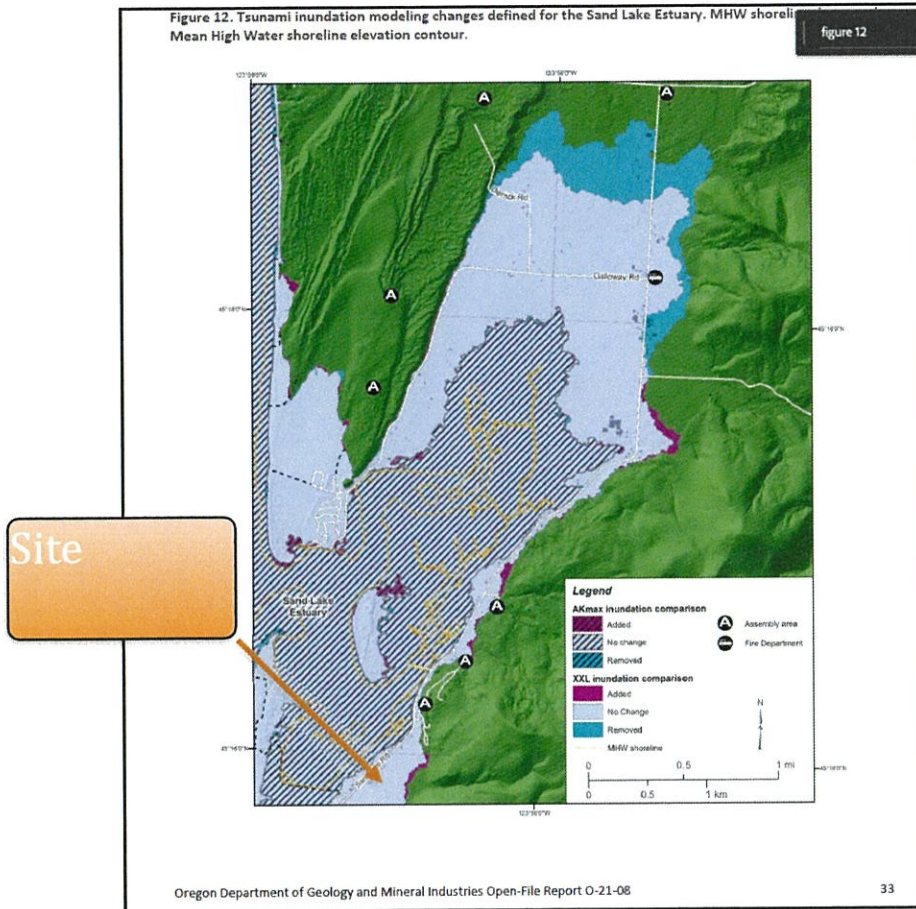 Figure 12. Tsunami inundation modeling changes defined for the Sand Lake Estuary. MHW
Mean High Water shoreline elevation contour.
figure 12
A
A
Galloway Rd
A
A
Site
Sand Lake
Estuary
A
A
A
Legend
AKmax inundation comparison
Added
No change
Removed
A Assembly area
Fire Department
XXL inundation comparison
Added
No Change
Removed
MHW shoreline
N
0 0.5 1 mi
0 0.5 1 km
Oregon Department of Geology and Mineral Industries Open-File Report O-21-08 33